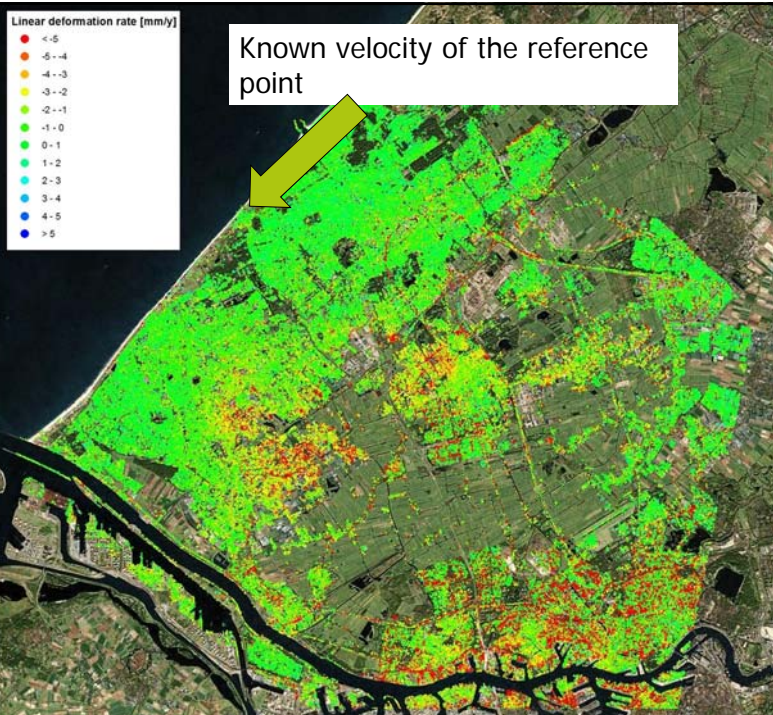 Linear deformation rate [mm/y]
< -5
-5 - -4
-4 - -3
-3 - -2
-2 - -1
-1 - 0
0 - 1
1 - 2
2 - 3
3 - 4
4 - 5
> 5
Known velocity of the reference
point